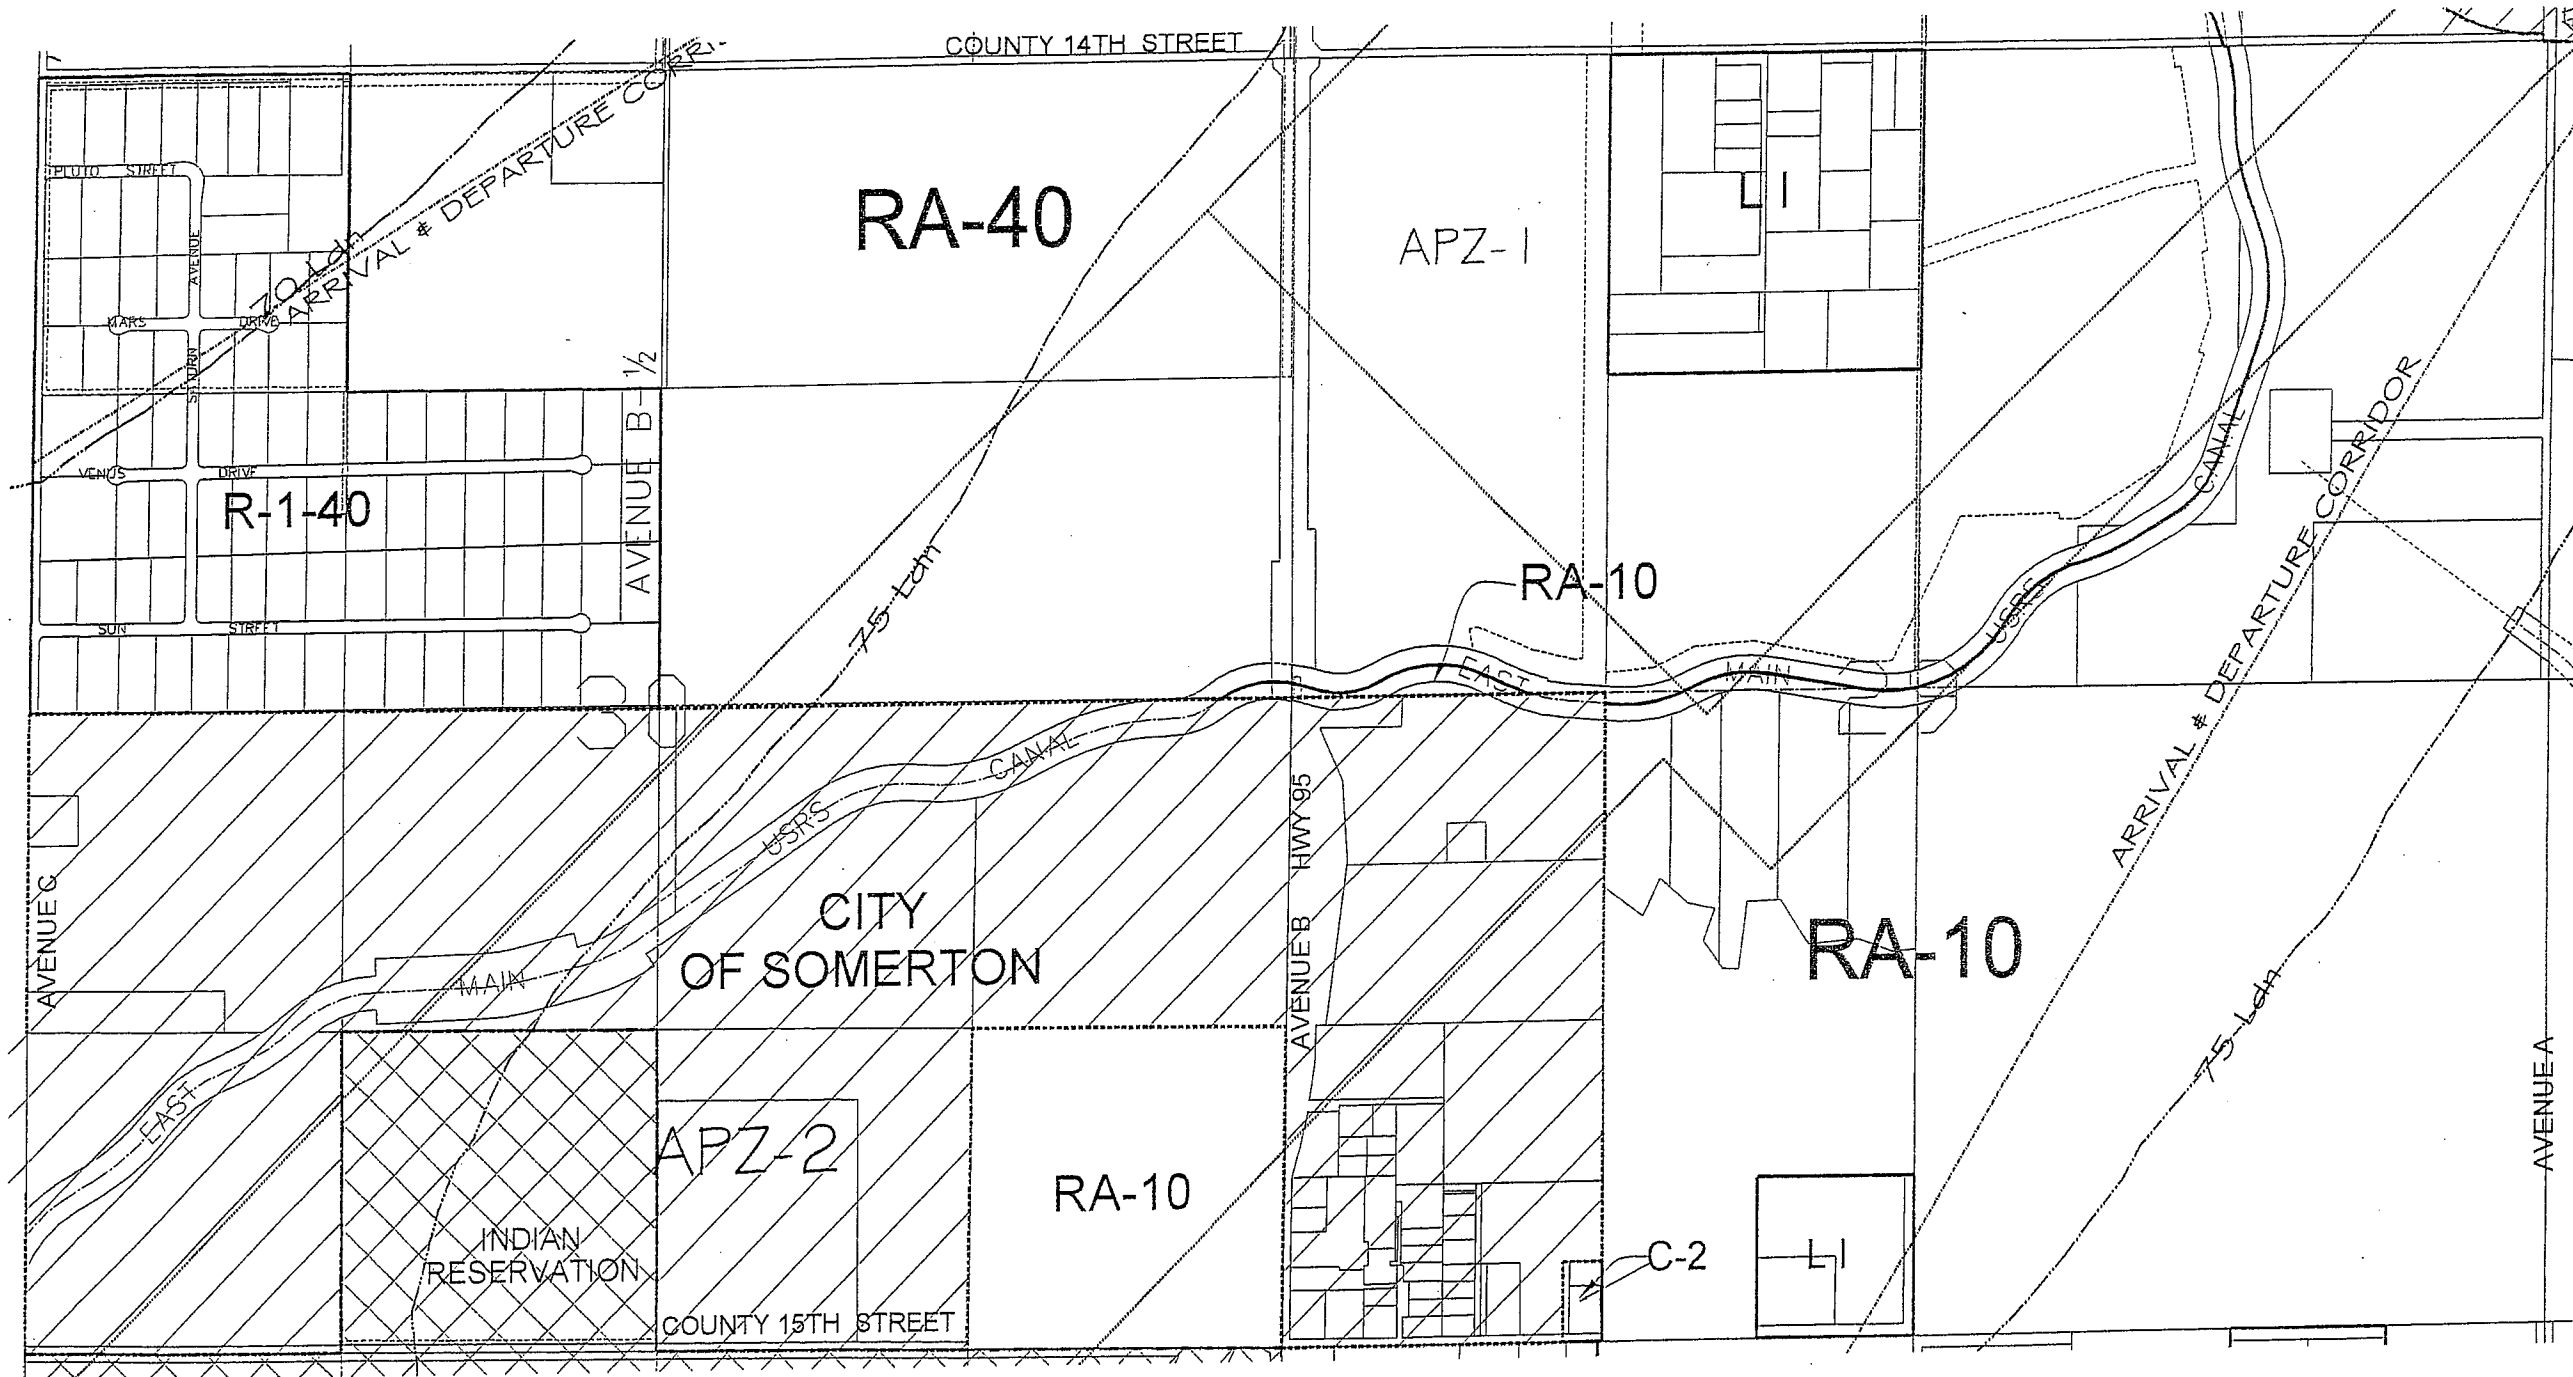 COUNTY 14TH STREET
ARRIVAL & DEPARTURE CORRI-
PLUTO STREET
RA-40
L I
APZ-1
AVENUE
70 Ldn
MARS DRIVE
SATURN
AVENUE B-1/2
ARRIVAL & DEPARTURE CORRIDOR
CANAL
VENUS DRIVE
R-1-40
75 Ldn
RA-10
USRS
SUN STREET
EAST
MAIN
30
CANAL
USRS
HWY 95
AVENUE B
AVENUE C
CITY
OF SOMERTON
MAIN
RA-10
75 Ldn
EAST
AVENUE A
APZ-2
RA-10
INDIAN
RESERVATION
C-2
L I
COUNTY 15TH STREET